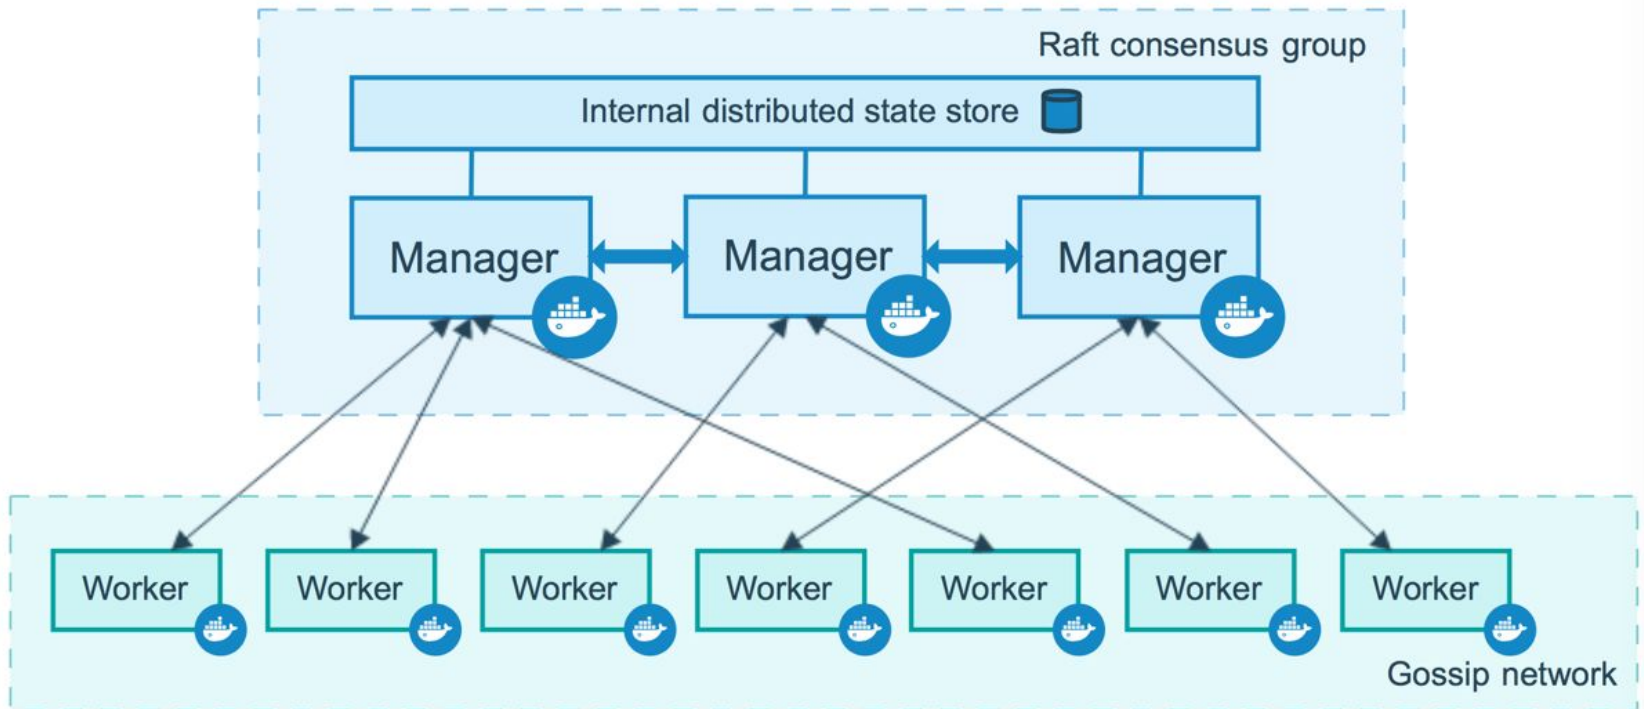 Raft consensus group
Internal distributed state store
Manager
Manager
Manager
Worker
Worker
Worker
Worker
Worker
Worker
Worker
Gossip network